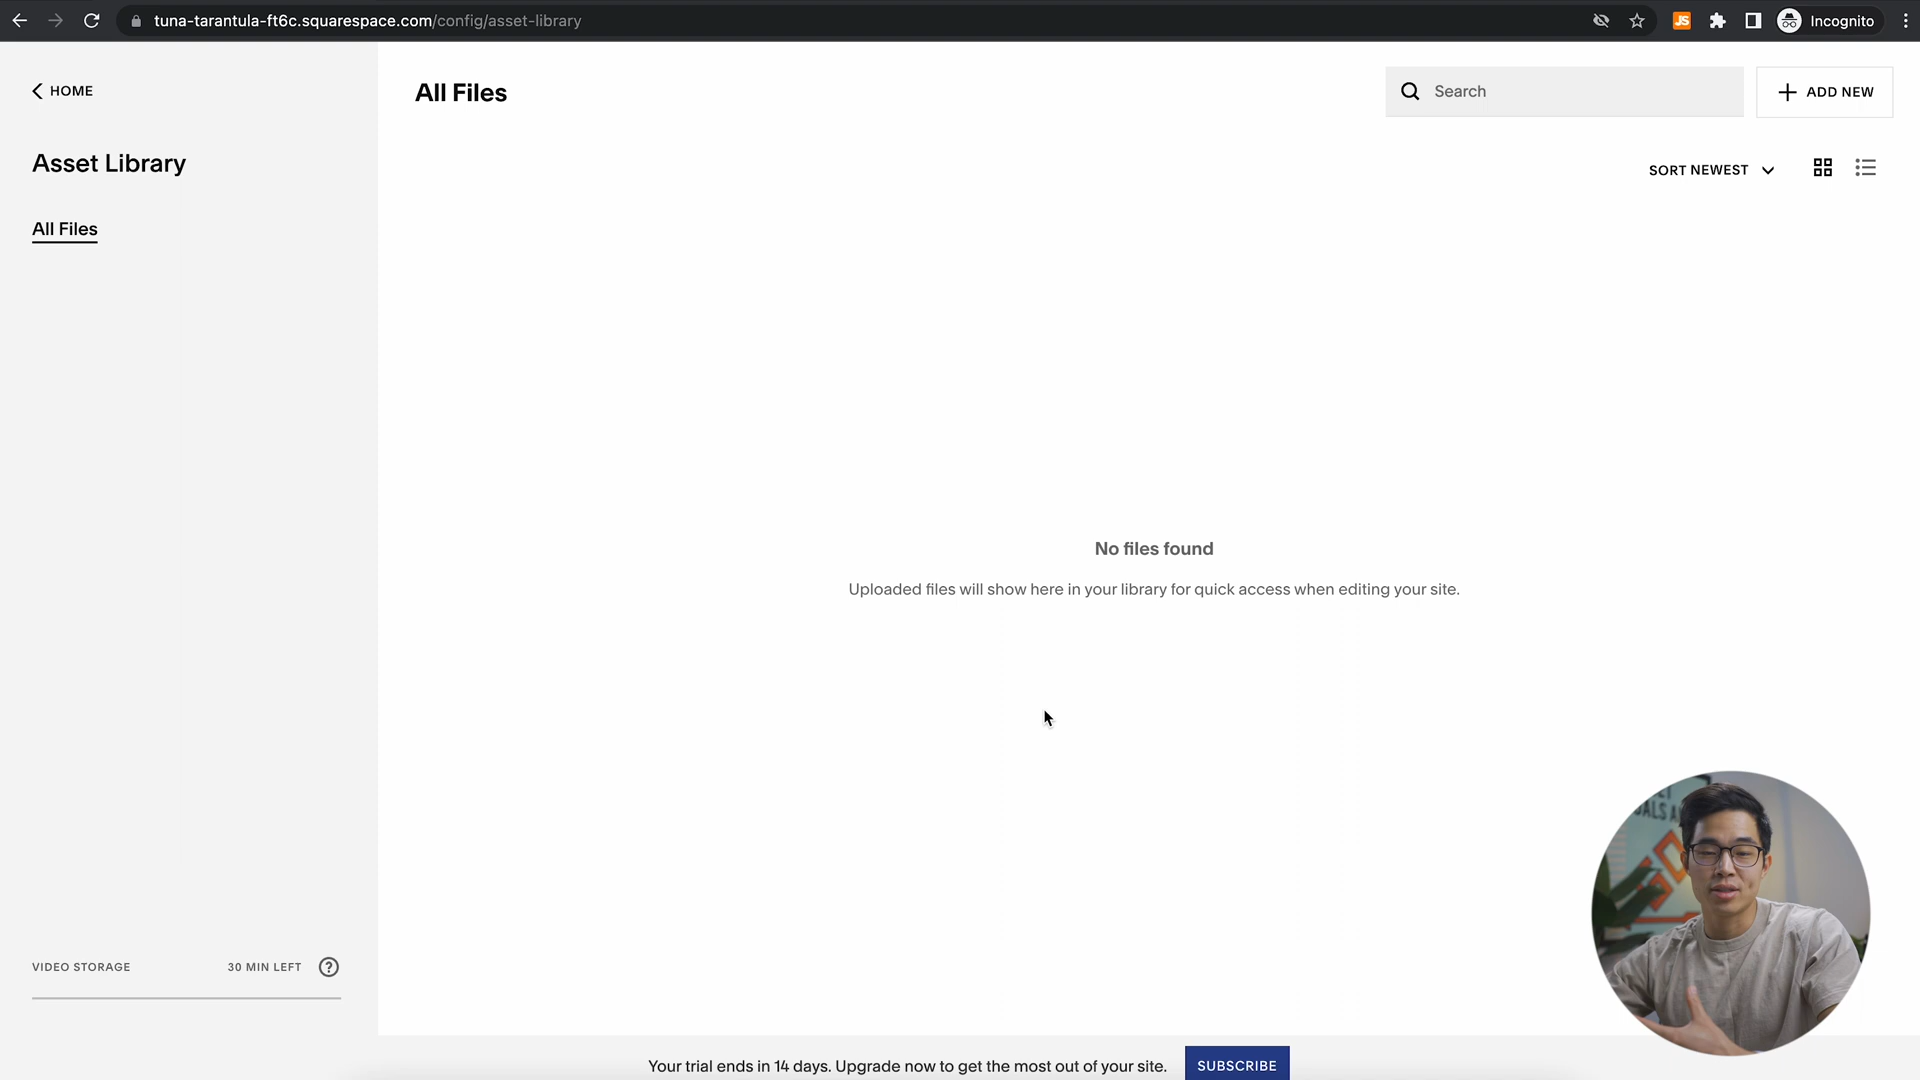 tuna-tarantula-ft6c.squarespace.com/config/asset-library
JS
Incognito
HOME
All Files
Search
ADD NEW
Asset Library
SORT NEWEST
All Files
No files found
Uploaded files will show here in your library for quick access when editing your site.
VIDEO STORAGE
30 MIN LEFT
?
Your trial ends in 14 days. Upgrade now to get the most out of your site.
SUBSCRIBE